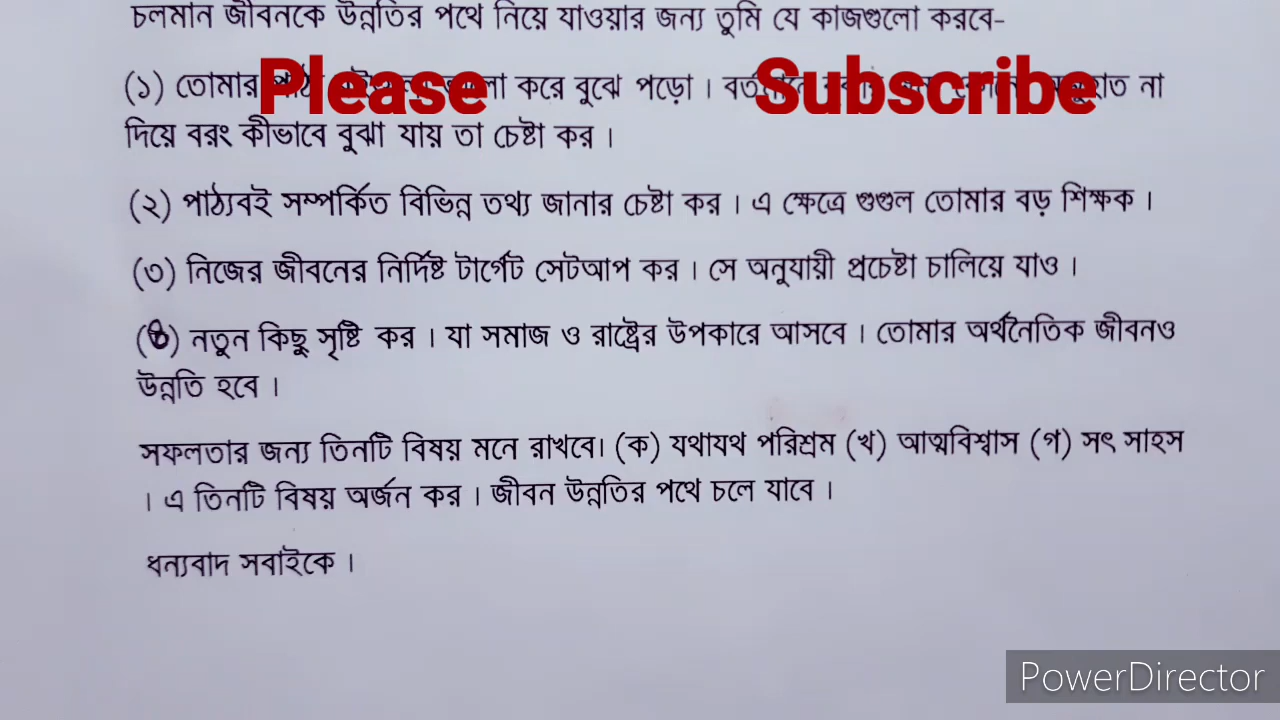 চলমান জীবনকে উন্নতির পথে নিয়ে যাওয়ার জন্য তুমি যে কাজগুলো করবে-
Please Subscribe
(১) তোমার করে বুঝে পড়ো । না
দিয়ে বরং কীভাবে বুঝা যায় তা চেষ্টা কর ।
(২) পাঠ্যবই সম্পর্কিত বিভিন্ন তথ্য জানার চেষ্টা কর । এ ক্ষেত্রে গুগুল তোমার বড় শিক্ষক ।
(৩) নিজের জীবনের নির্দিষ্ট টার্গেট সেটআপ কর । সে অনুযায়ী প্রচেষ্টা চালিয়ে যাও ।
(৪) নতুন কিছু সৃষ্টি কর । যা সমাজ ও রাষ্ট্রের উপকারে আসবে । তোমার অর্থনৈতিক জীবনও
উন্নতি হবে ।
সফলতার জন্য তিনটি বিষয় মনে রাখবে। (ক) যথাযথ পরিশ্রম (খ) আত্মবিশ্বাস (গ) সৎ সাহস
। এ তিনটি বিষয় অর্জন কর । জীবন উন্নতির পথে চলে যাবে ।
ধন্যবাদ সবাইকে ।
PowerDirector